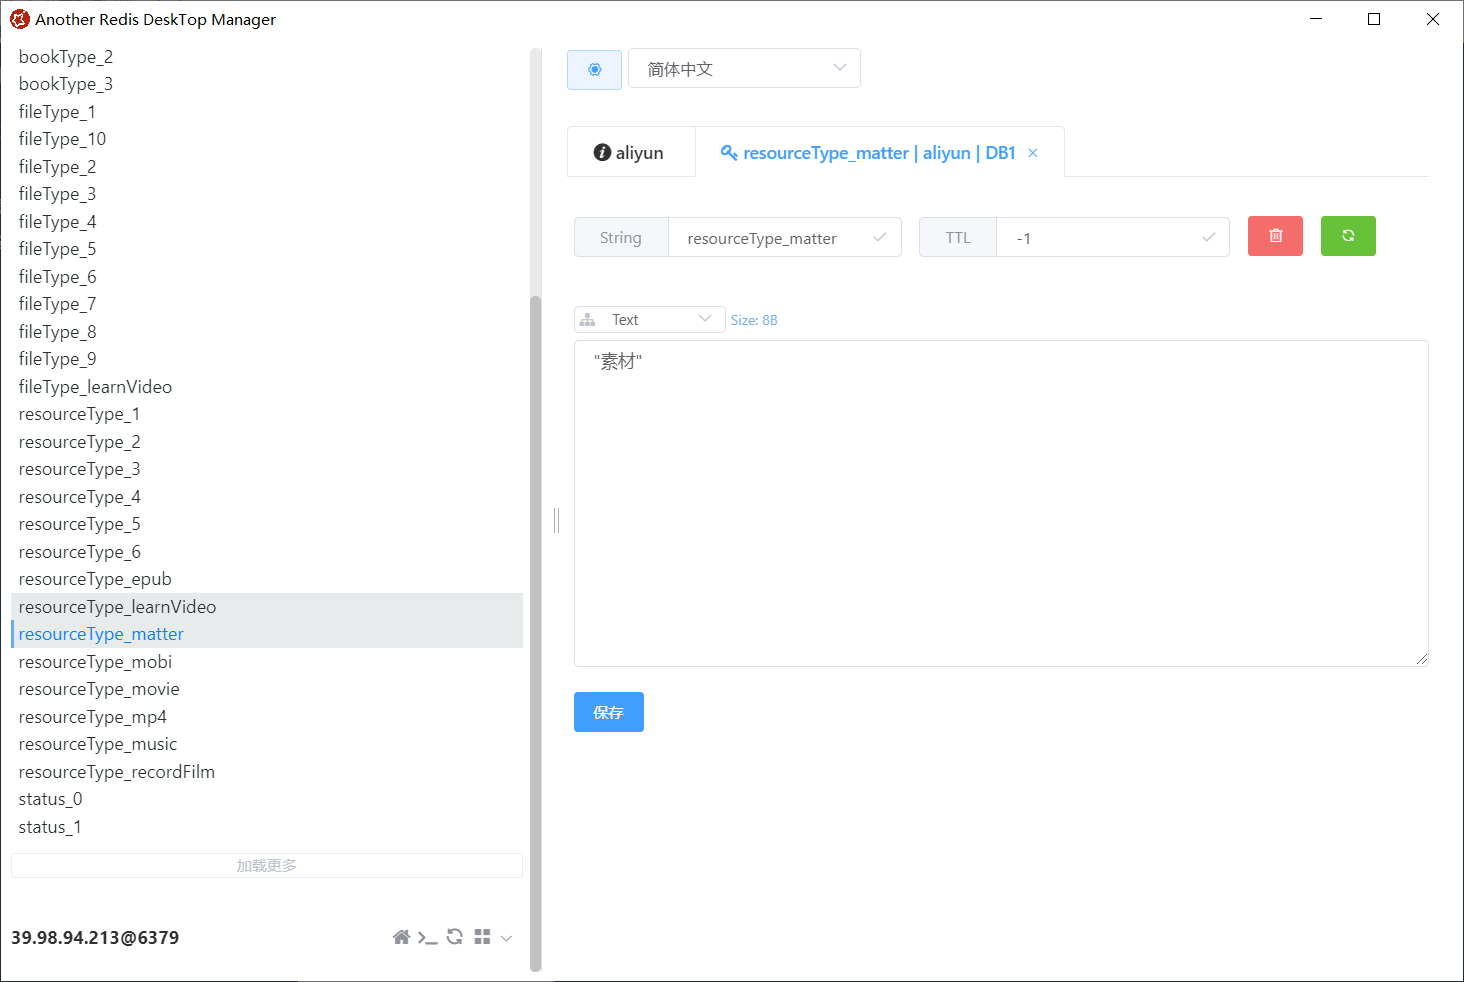 Another Redis DeskTop Manager
bookType_2
bookType_3
fileType_1
fileType_10
fileType_2
fileType_3
fileType_4
fileType_5
fileType_6
fileType_7
fileType_8
fileType_9
fileType_learnVideo
resourceType_1
resourceType_2
resourceType_3
resourceType_4
resourceType_5
resourceType_6
resourceType_epub
resourceType_learnVideo
resourceType_matter
resourceType_mobi
resourceType_movie
resourceType_mp4
resourceType_music
resourceType_recordFilm
status_0
status_1
加载更多
39.98.94.213@6379
简体中文
aliyun
resourceType_matter | aliyun | DB1
String resourceType_matter TTL -1
Text Size: 8B
"素材"
保存